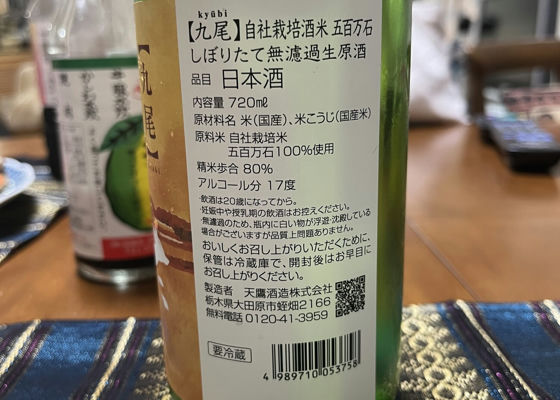 kyūbi
【九尾】自社栽培酒米 五百万石
しぼりたて無濾過生原酒
品目 日本酒
内容量 720mℓ
原材料名 米(国産)、米こうじ(国産米)
原料米 自社栽培米
五百万石100%使用
精米歩合 80%
アルコール分 17度
・飲酒は20歳になってから。
・妊娠中や授乳期の飲酒はお控えください。
・無濾過のため、瓶内に白い物が浮遊・沈殿している
場合がございますが品質上問題ありません。
おいしくお召し上がりいただくために、
保管は冷蔵庫で、開封後はお早目に
お召し上がりください。
製造者 天鷹酒造株式会社
栃木県大田原市蛭畑2166
無料電話 0120-41-3959
要冷蔵
4 989710 053758
【九尾】